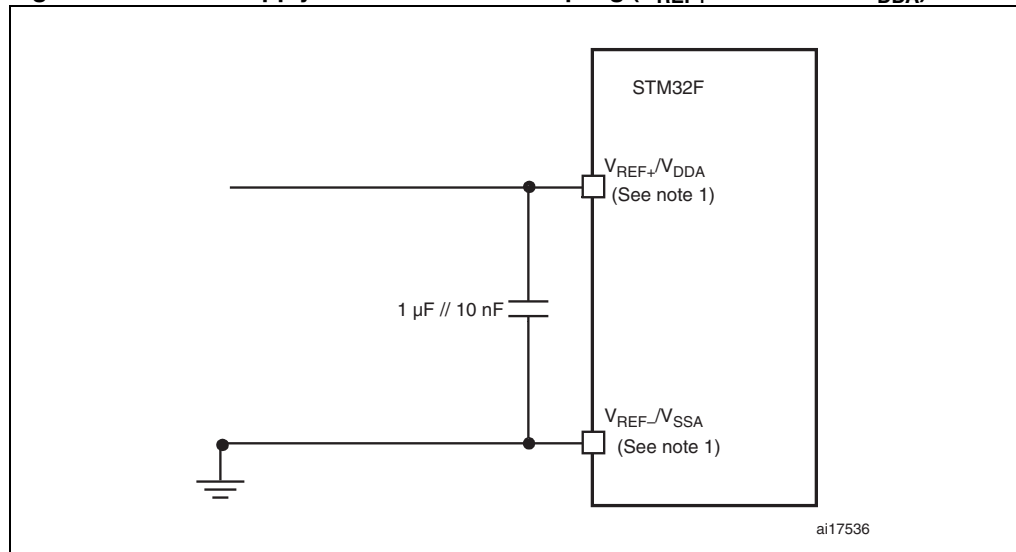 STM32F
VREF+/VDDA
(See note 1)
1 µF // 10 nF
VREF–/VSSA
(See note 1)
ai17536